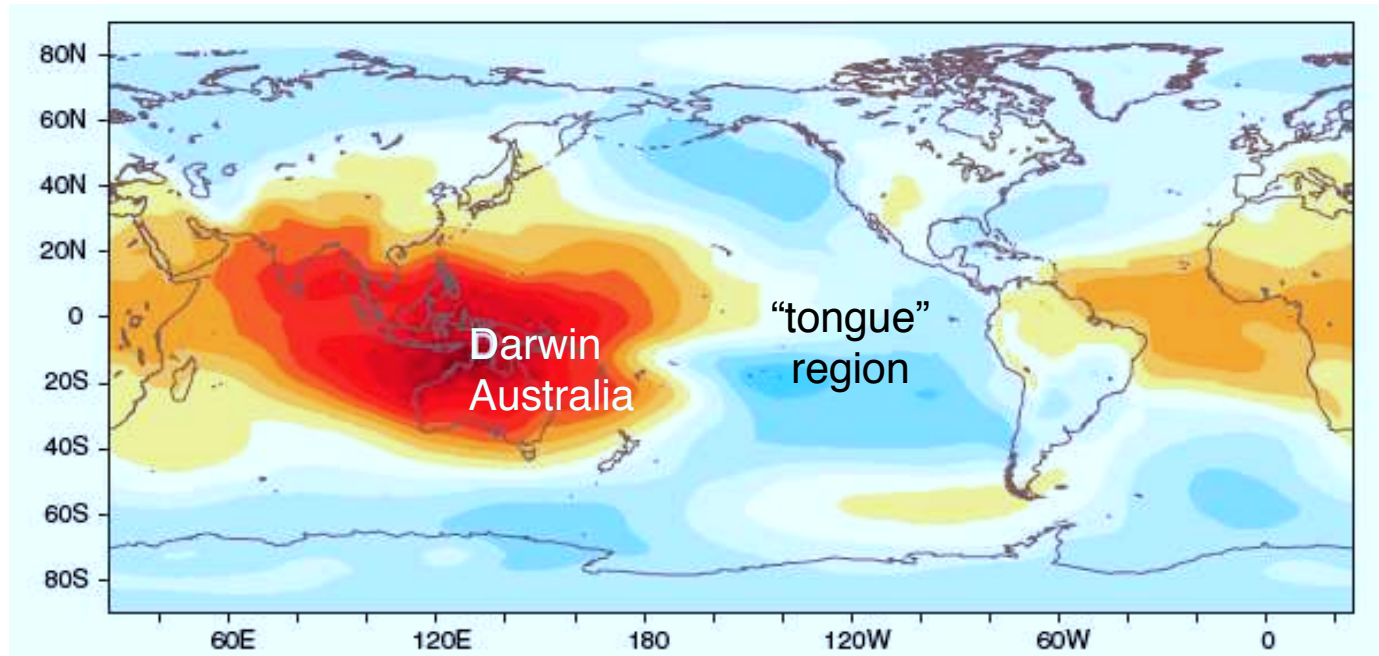 80N
60N
40N
20N
0
20S
40S
60S
80S
Darwin
Australia
“tongue”
region
60E 120E 180 120W 60W 0